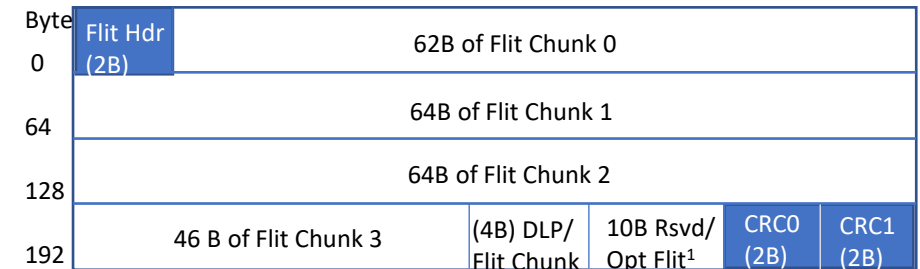 Byte
0
Flit Hdr
(2B)
62B of Flit Chunk 0
64
64B of Flit Chunk 1
128
64B of Flit Chunk 2
192
46 B of Flit Chunk 3
(4B) DLP/
Flit Chunk
10B Rsvd/
Opt Flit¹
CRC0
(2B)
CRC1
(2B)